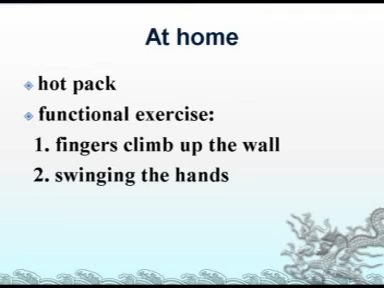 At home
hot pack
functional exercise:
1. fingers climb up the wall
2. swinging the hands